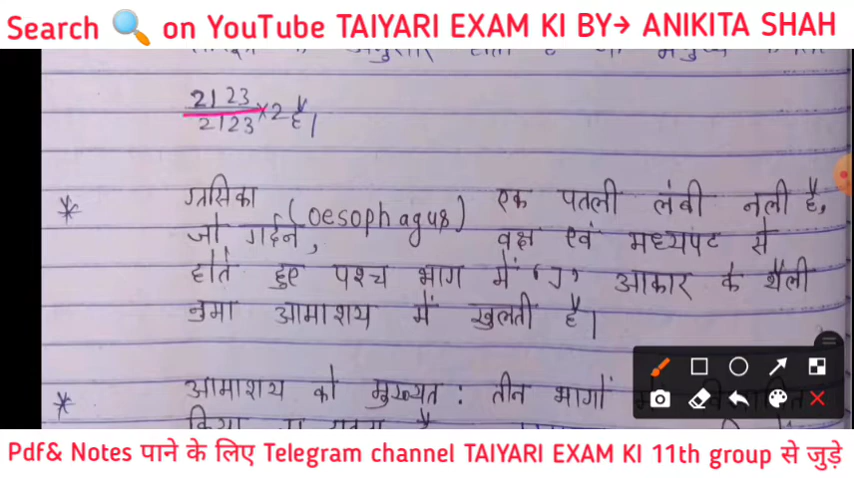 Search 🔍 on YouTube TAIYARI EXAM KI BY→ ANIKITA SHAH
2123
2123 ×2 है।
* ग्रसिका (oesophagus) एक पतली लंबी नली है,
जो गर्दन, वक्ष एवं मध्यपट से
होते हुए पश्च भाग में 'J' आकार के थैली
नुमा आमाशय में खुलती है।
* आमाशय को मुख्यत : तीन भागों
Pdf& Notes पाने के लिए Telegram channel TAIYARI EXAM KI 11th group से जुड़े